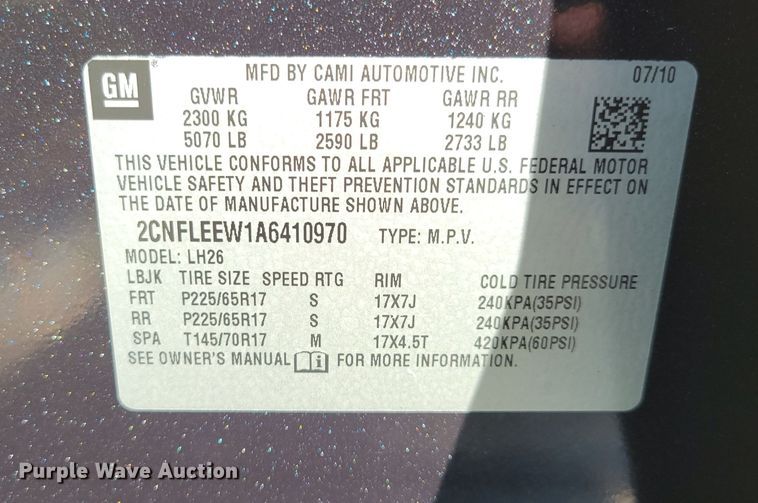 GM ® MFD BY CAMI AUTOMOTIVE INC. 07/10
GVWR GAWR FRT GAWR RR
2300 KG 1175 KG 1240 KG
5070 LB 2590 LB 2733 LB
THIS VEHICLE CONFORMS TO ALL APPLICABLE U.S. FEDERAL MOTOR
VEHICLE SAFETY AND THEFT PREVENTION STANDARDS IN EFFECT ON
THE DATE OF MANUFACTURE SHOWN ABOVE.
2CNFLEEW1A6410970 TYPE: M.P.V.
MODEL: LH26
LBJK TIRE SIZE SPEED RTG RIM COLD TIRE PRESSURE
FRT P225/65R17 S 17X7J 240KPA(35PSI)
RR P225/65R17 S 17X7J 240KPA(35PSI)
SPA T145/70R17 M 17X4.5T 420KPA(60PSI)
SEE OWNER'S MANUAL i FOR MORE INFORMATION.
Purple Wave Auction